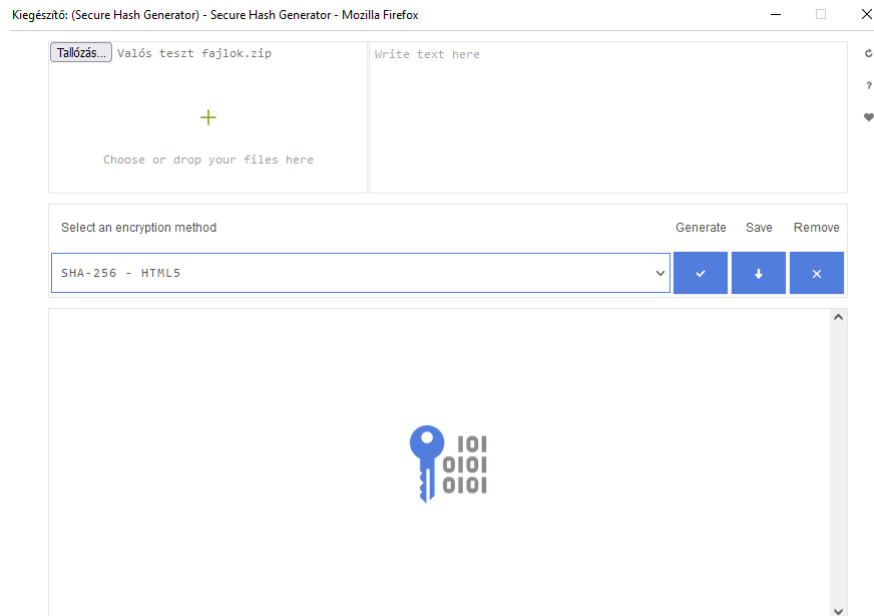 Kiegészítő: (Secure Hash Generator) - Secure Hash Generator - Mozilla Firefox
Tallózás... Valós teszt fajlok.zip
Write text here
?
Choose or drop your files here
Select an encryption method
Generate Save Remove
SHA-256 - HTML5
101
0101
0101